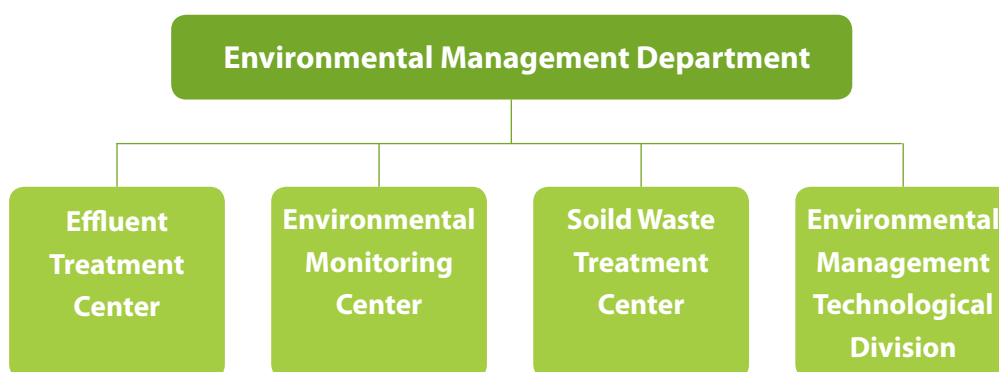 Environmental Management Department
Effluent
Treatment
Center
Environmental
Monitoring
Center
Soild Waste
Treatment
Center
Environmental
Management
Technological
Division